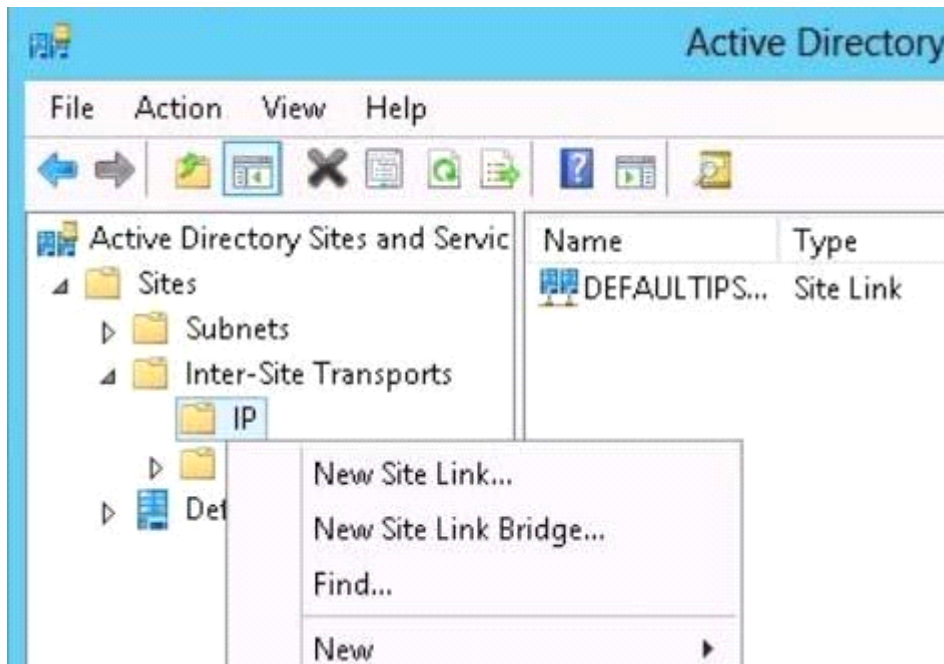 Active Directory
File Action View Help
Active Directory Sites and Servic
Name Type
Sites
DEFAULTIPS... Site Link
Subnets
Inter-Site Transports
IP
New Site Link...
Def
New Site Link Bridge...
Find...
New